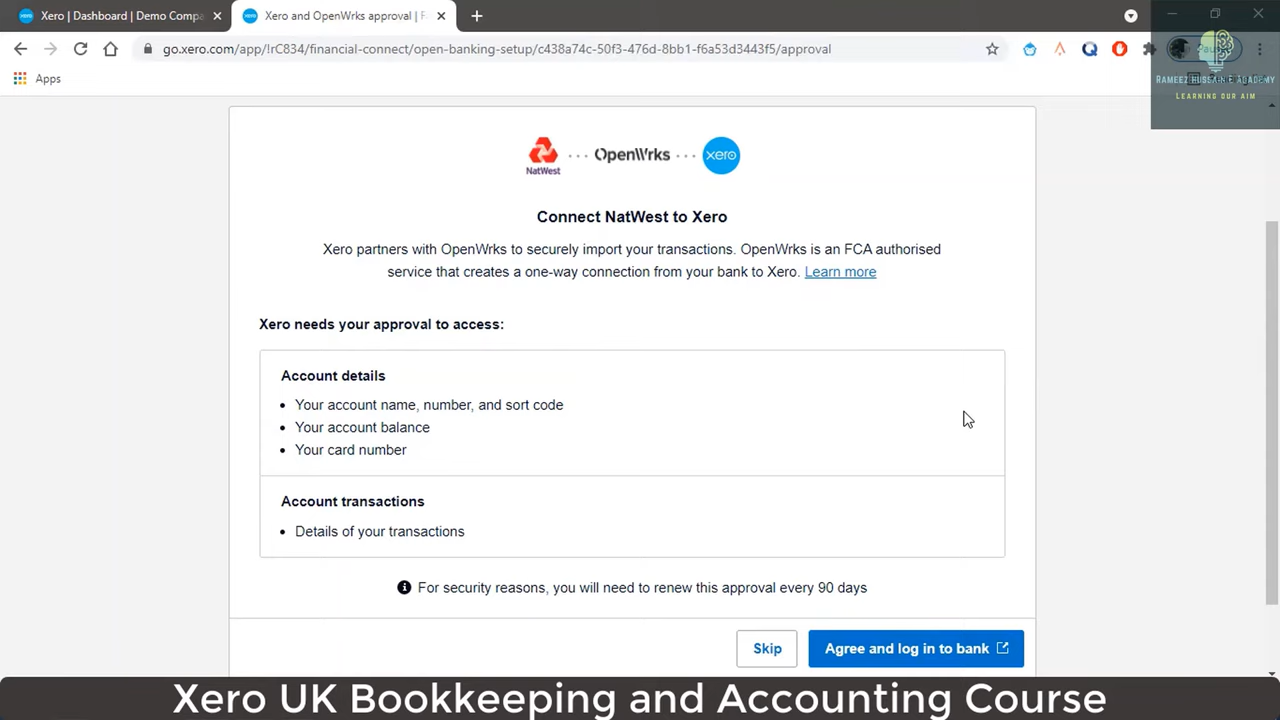 Xero | Dashboard | Demo Compa
Xero and OpenWrks approval | F
go.xero.com/app/!rC834/financial-connect/open-banking-setup/c438a74c-50f3-476d-8bb1-f6a53d3443f5/approval
Paused
Apps
RAMEEZ HUSSAIN E ACADEMY
LEARNING OUR AIM
NatWest
OpenWrks
xero
Connect NatWest to Xero
Xero partners with OpenWrks to securely import your transactions. OpenWrks is an FCA authorised
service that creates a one-way connection from your bank to Xero. Learn more
Xero needs your approval to access:
Account details
• Your account name, number, and sort code
• Your account balance
• Your card number
Account transactions
• Details of your transactions
For security reasons, you will need to renew this approval every 90 days
Skip
Agree and log in to bank
Xero UK Bookkeeping and Accounting Course